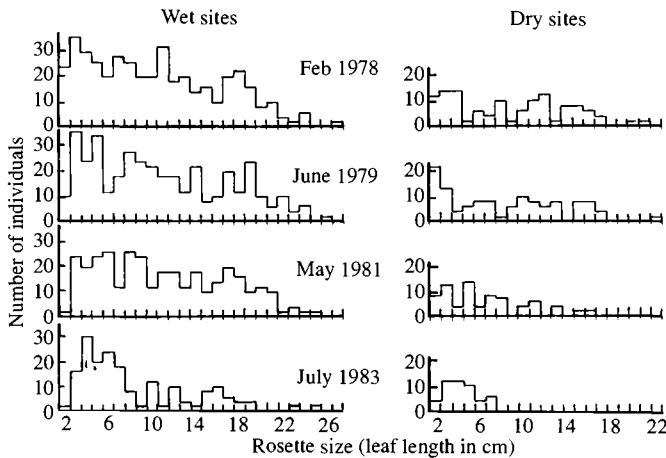 Wet sites
Dry sites
Number of individuals
30
20
10
0
Feb 1978
20
10
0
30
20
10
0
June 1979
20
10
0
30
20
10
0
May 1981
20
10
0
30
20
10
0
July 1983
20
10
0
2 6 10 14 18 22 26
2 6 10 14 18 22
Rosette size (leaf length in cm)